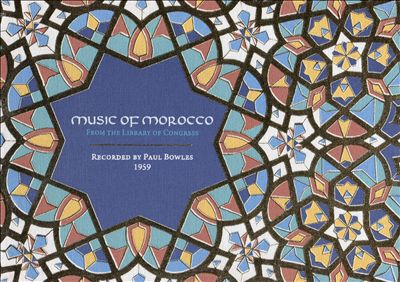 MUSIC OF MOROCCO
FROM THE LIBRARY OF CONGRESS
RECORDED BY PAUL BOWLES
1959